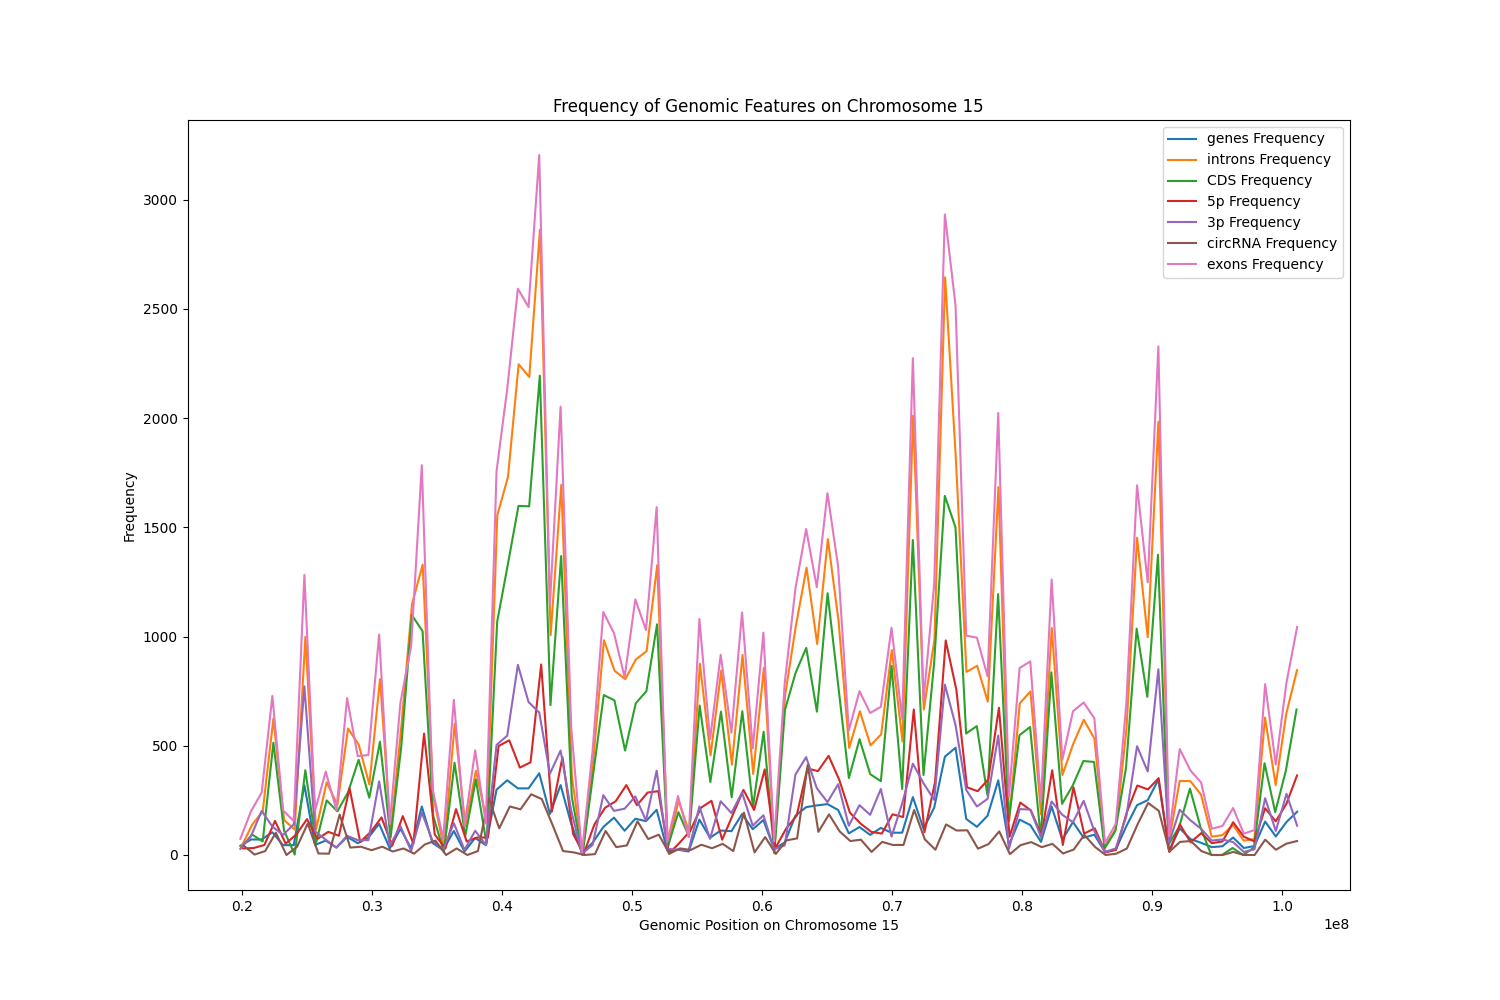 Frequency of Genomic Features on Chromosome 15
genes Frequency
introns Frequency
CDS Frequency
5p Frequency
3p Frequency
circRNA Frequency
exons Frequency
3000
2500
2000
1500
1000
500
0
Frequency
0.2 0.3 0.4 0.5 0.6 0.7 0.8 0.9 1.0
Genomic Position on Chromosome 15
1e8